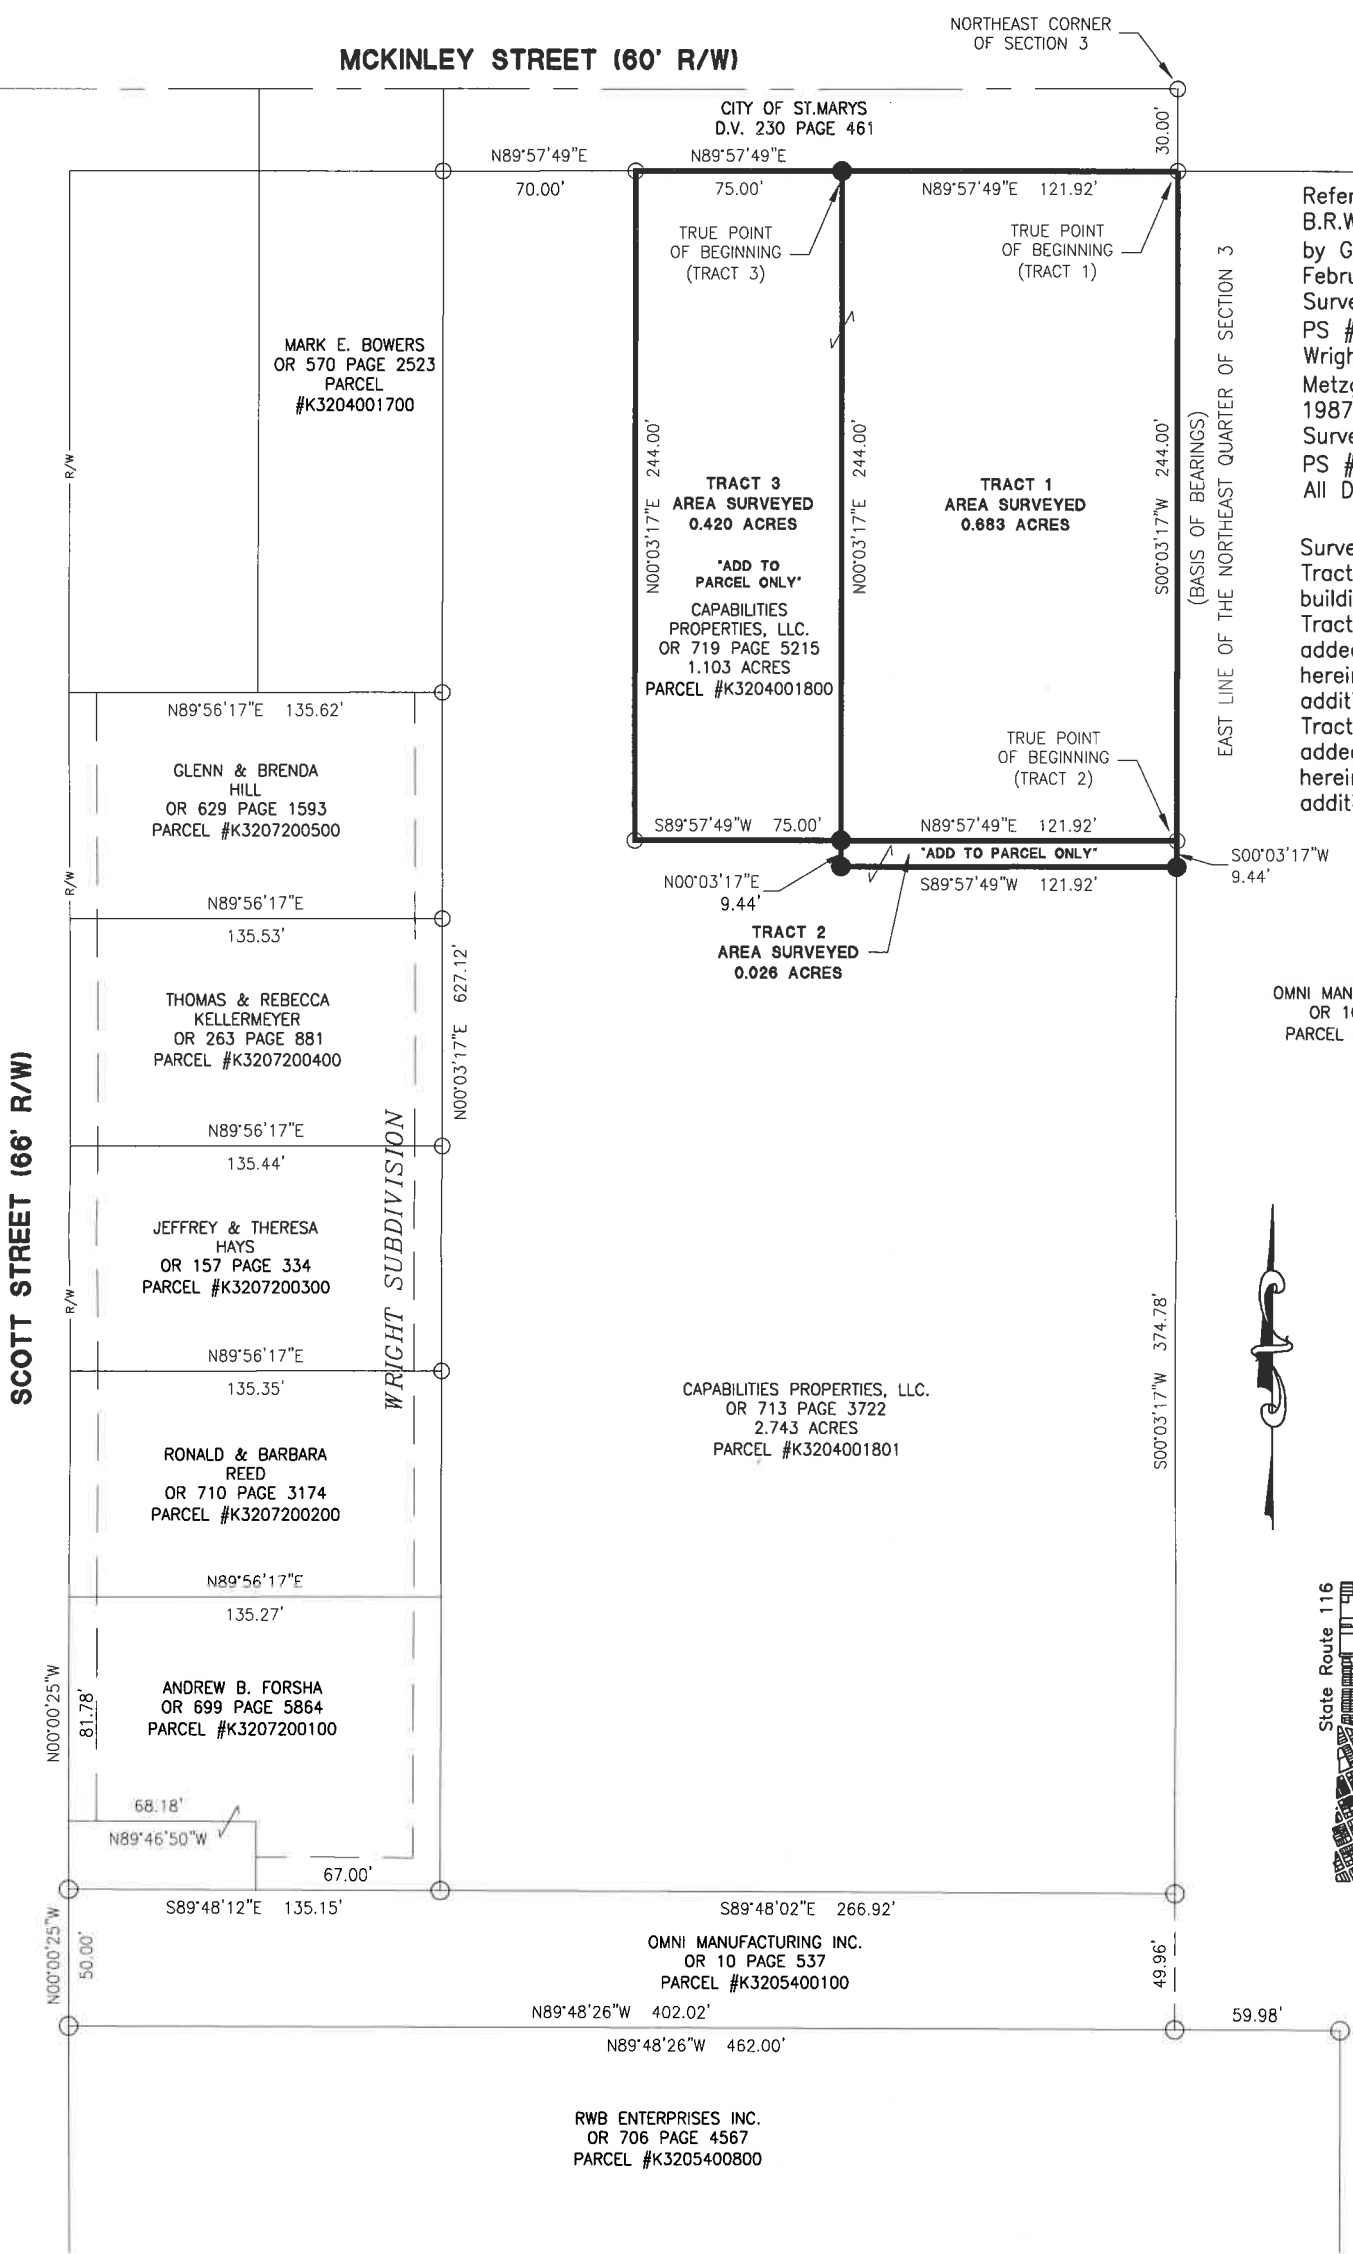 NORTHEAST CORNER
OF SECTION 3
MCKINLEY STREET (60' R/W)
CITY OF ST.MARYS
D.V. 230 PAGE 461
30.00'
N89°57'49"E
70.00'
N89°57'49"E
75.00'
N89°57'49"E 121.92'
TRUE POINT
OF BEGINNING
(TRACT 3)
TRUE POINT
OF BEGINNING
(TRACT 1)
EAST LINE OF THE NORTHEAST QUARTER OF SECTION 3
(BASIS OF BEARINGS)
S00°03'17"W 244.00'
N00°03'17"E 244.00'
N00°03'17"E 244.00'
MARK E. BOWERS
OR 570 PAGE 2523
PARCEL
#K3204001700
R/W
TRACT 3
AREA SURVEYED
0.420 ACRES
"ADD TO
PARCEL ONLY"
CAPABILITIES
PROPERTIES, LLC.
OR 719 PAGE 5215
1.103 ACRES
PARCEL #K3204001800
TRACT 1
AREA SURVEYED
0.683 ACRES
PS #
1987
PS #
All D
Tract
Tract
Tract
TRUE POINT
OF BEGINNING
(TRACT 2)
S89°57'49"W 75.00'
N89°57'49"E 121.92'
"ADD TO PARCEL ONLY"
S89°57'49"W 121.92'
S00°03'17"W
9.44'
N00°03'17"E
9.44'
TRACT 2
AREA SURVEYED
0.026 ACRES
N89°56'17"E 135.62'
GLENN & BRENDA
HILL
OR 629 PAGE 1593
PARCEL #K3207200500
R/W
N89°56'17"E
135.53'
THOMAS & REBECCA
KELLERMEYER
OR 263 PAGE 881
PARCEL #K3207200400
N00°03'17"E 627.12'
OMNI MAN
OR 1
PARCEL
N89°56'17"E
135.44'
SCOTT STREET (66' R/W)
WRIGHT SUBDIVISION
JEFFREY & THERESA
HAYS
OR 157 PAGE 334
PARCEL #K3207200300
R/W
N89°56'17"E
135.35'
RONALD & BARBARA
REED
OR 710 PAGE 3174
PARCEL #K3207200200
CAPABILITIES PROPERTIES, LLC.
OR 713 PAGE 3722
2.743 ACRES
PARCEL #K3204001801
S00°03'17"W 374.78'
N89°56'17"E
135.27'
State Route 116
ANDREW B. FORSHA
OR 699 PAGE 5864
PARCEL #K3207200100
N00°00'25"W
81.78'
68.18'
N89°46'50"W
67.00'
S89°48'12"E 135.15'
S89°48'02"E 266.92'
N00°00'25"W
50.00'
OMNI MANUFACTURING INC.
OR 10 PAGE 537
PARCEL #K3205400100
49.96'
N89°48'26"W 402.02'
N89°48'26"W 462.00'
59.98'
RWB ENTERPRISES INC.
OR 706 PAGE 4567
PARCEL #K3205400800